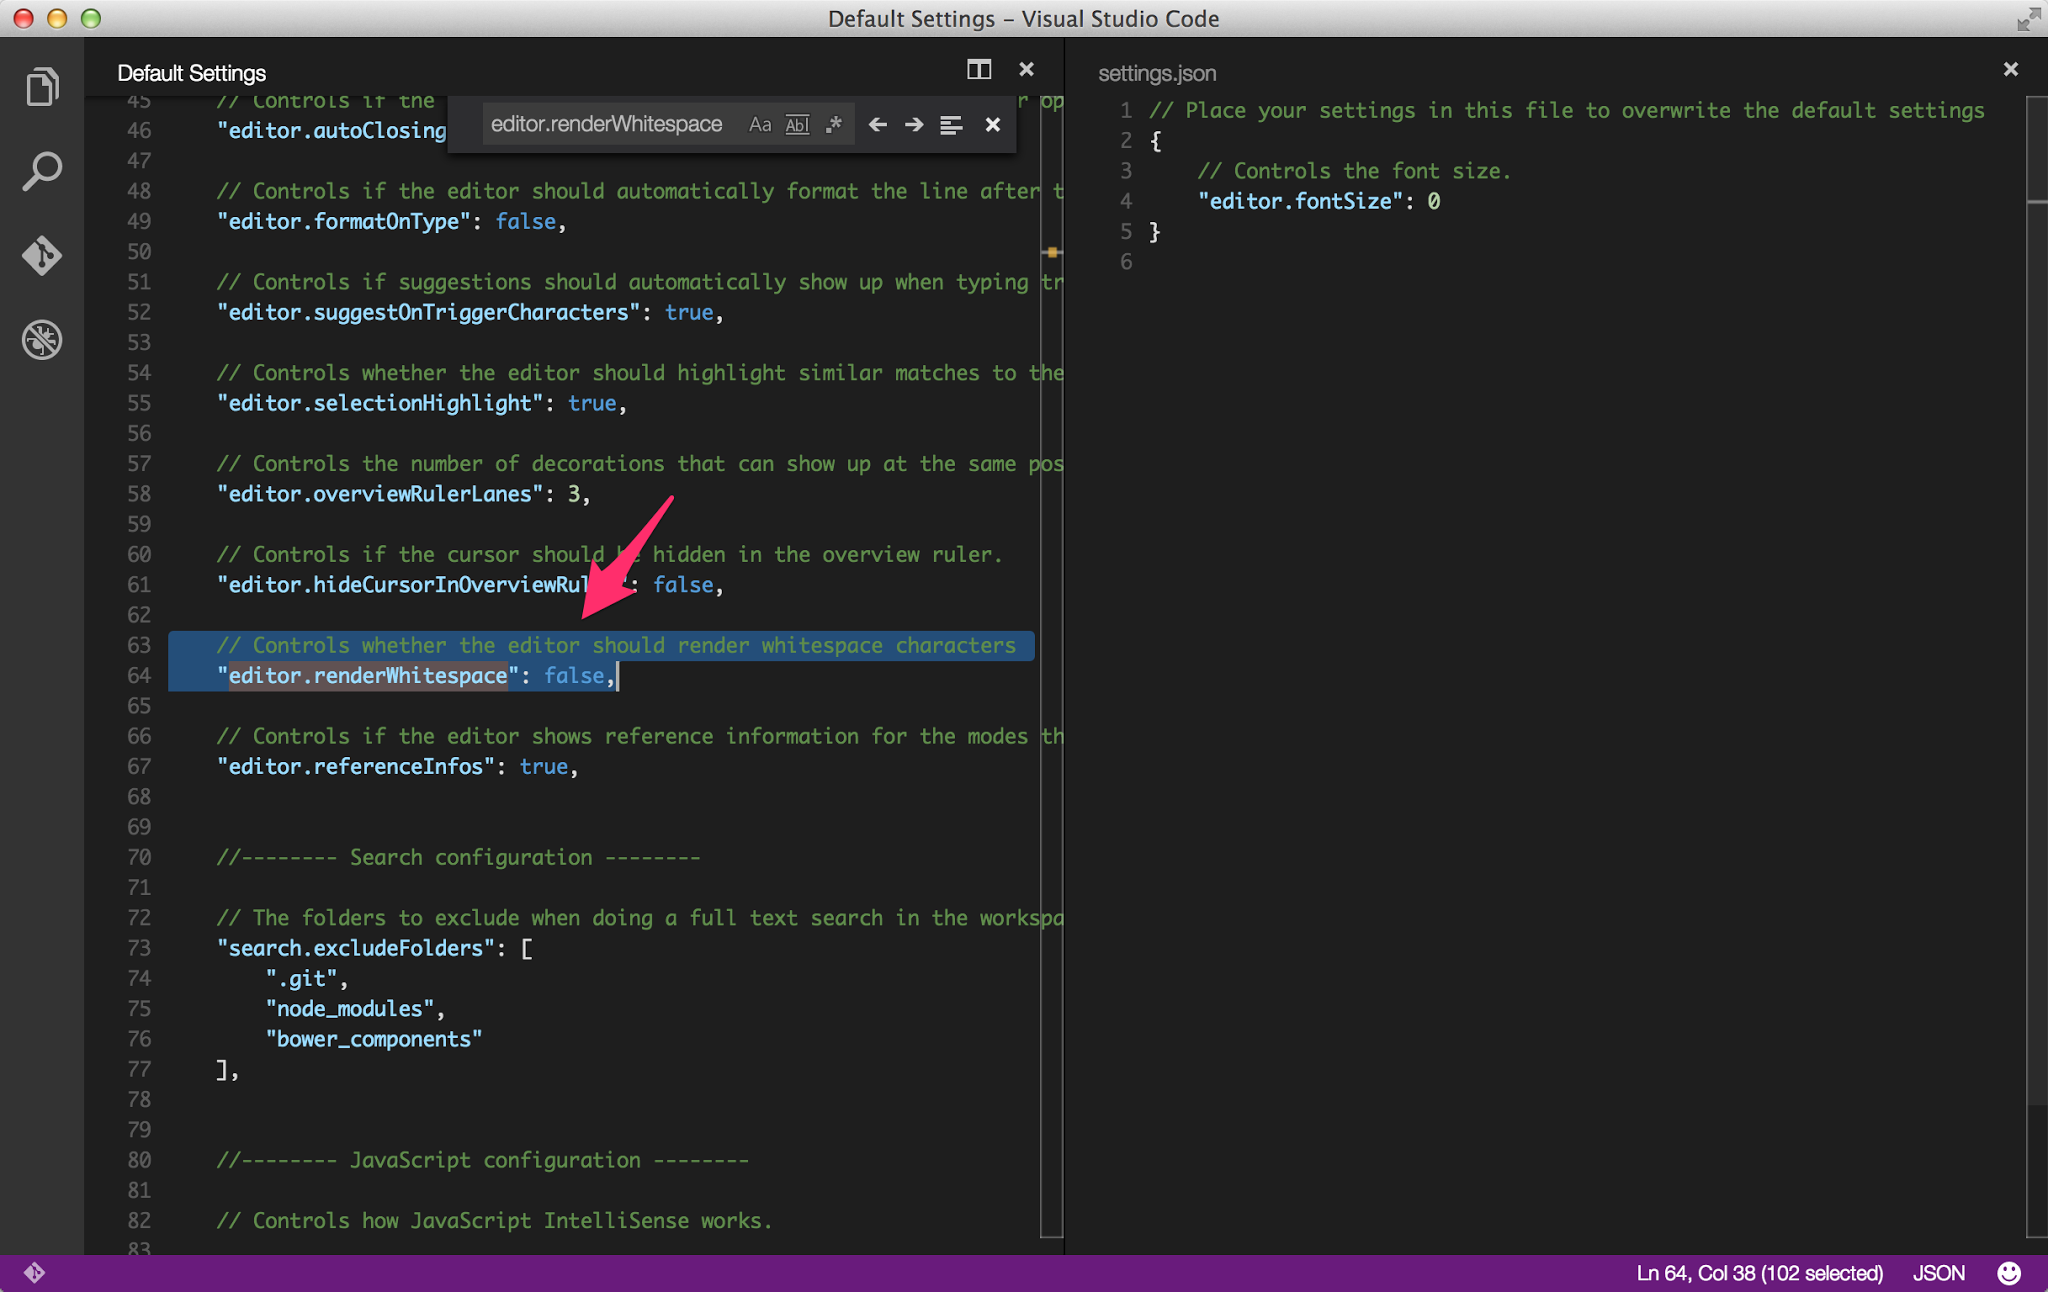 Default Settings – Visual Studio Code
Default Settings
editor.renderWhitespace Aa Abl .*
45 // Controls if the r op
46 "editor.autoClosing
47
48 // Controls if the editor should automatically format the line after t
49 "editor.formatOnType": false,
50
51 // Controls if suggestions should automatically show up when typing tr
52 "editor.suggestOnTriggerCharacters": true,
53
54 // Controls whether the editor should highlight similar matches to the
55 "editor.selectionHighlight": true,
56
57 // Controls the number of decorations that can show up at the same pos
58 "editor.overviewRulerLanes": 3,
59
60 // Controls if the cursor should be hidden in the overview ruler.
61 "editor.hideCursorInOverviewRul": false,
62
63 // Controls whether the editor should render whitespace characters
64 "editor.renderWhitespace": false,
65
66 // Controls if the editor shows reference information for the modes th
67 "editor.referenceInfos": true,
68
69
70 //-------- Search configuration --------
71
72 // The folders to exclude when doing a full text search in the workspa
73 "search.excludeFolders": [
74 ".git",
75 "node_modules",
76 "bower_components"
77 ],
78
79
80 //-------- JavaScript configuration --------
81
82 // Controls how JavaScript IntelliSense works.
83
settings.json
1 // Place your settings in this file to overwrite the default settings
2 {
3 // Controls the font size.
4 "editor.fontSize": 0
5 }
6
Ln 64, Col 38 (102 selected) JSON